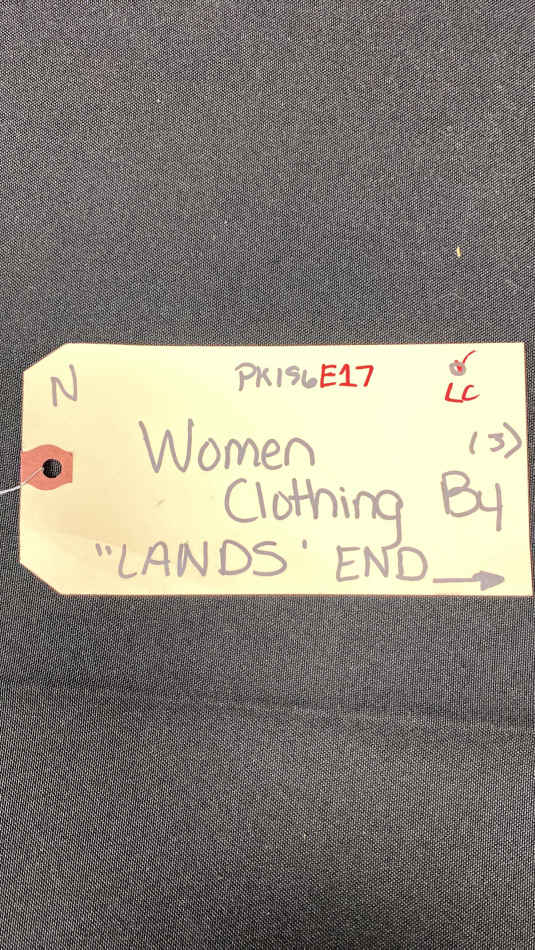 N PK196E17
LC
Women (3)
Clothing By
"LANDS' END →